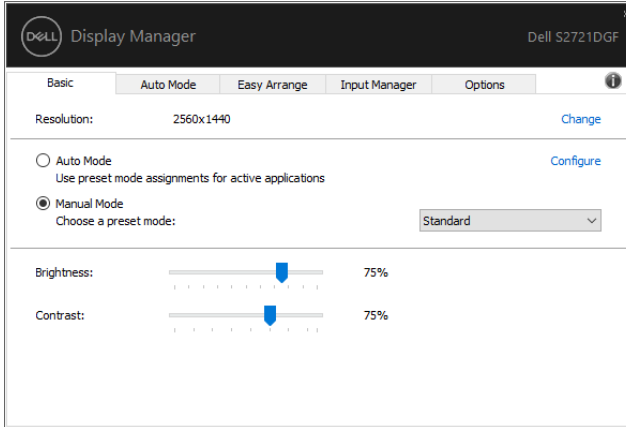 DELL Display Manager Dell S2721DGF
Basic Auto Mode Easy Arrange Input Manager Options
Resolution: 2560x1440 Change
Auto Mode Configure
Use preset mode assignments for active applications
Manual Mode
Choose a preset mode: Standard
Brightness: 75%
Contrast: 75%